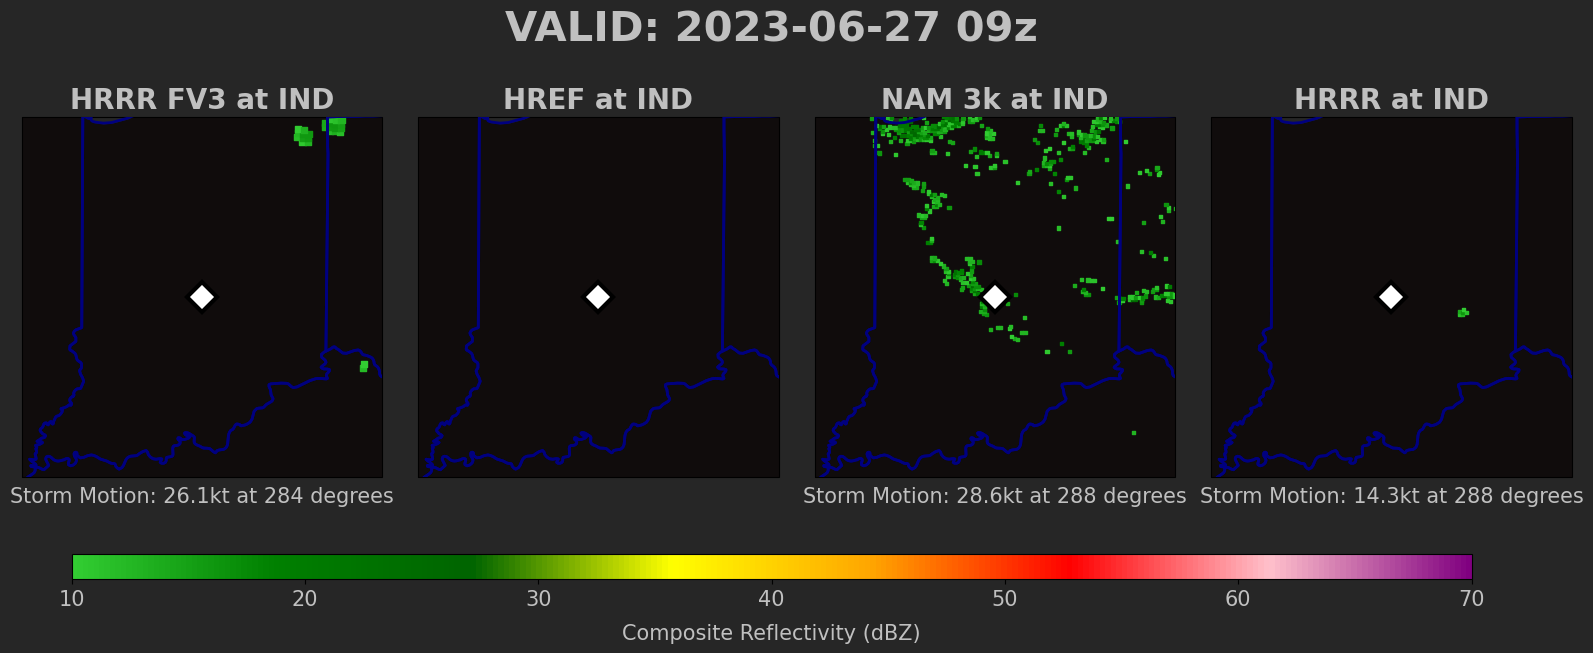 VALID: 2023-06-27 09z
HRRR FV3 at IND
HREF at IND
NAM 3k at IND
HRRR at IND
Storm Motion: 26.1kt at 284 degrees
Storm Motion: 28.6kt at 288 degrees
Storm Motion: 14.3kt at 288 degrees
10 20 30 40 50 60 70
Composite Reflectivity (dBZ)